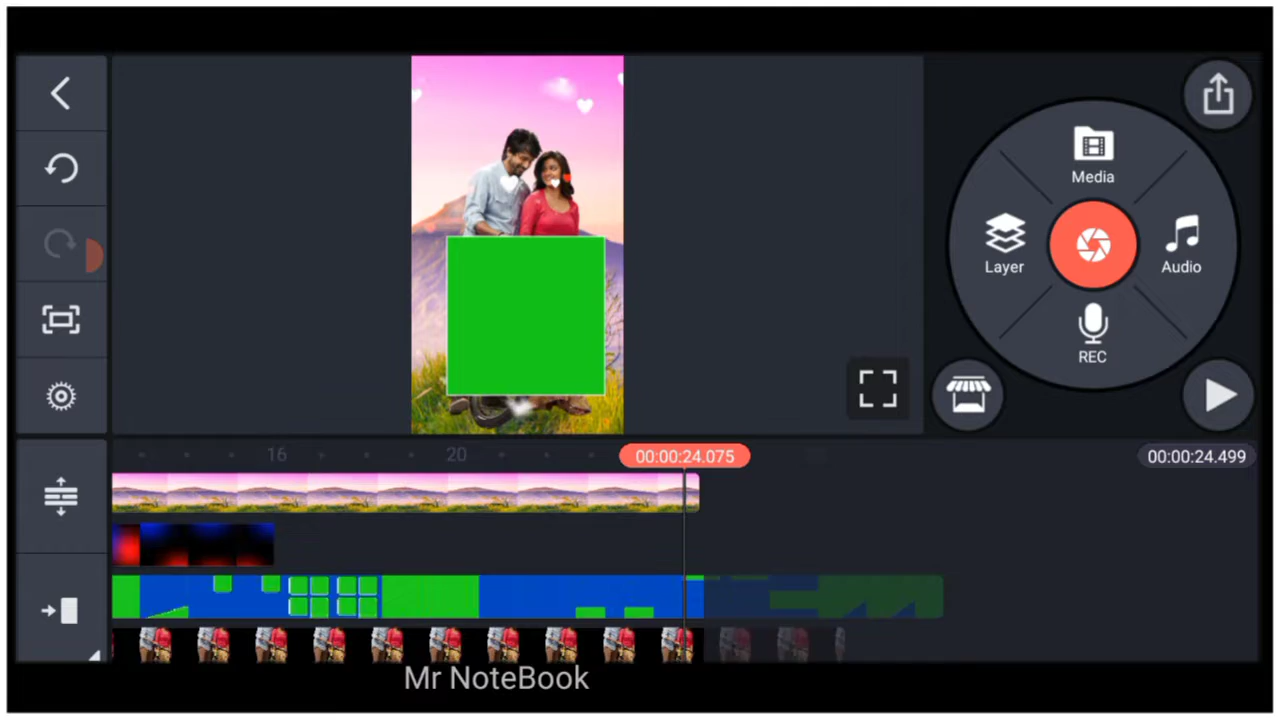 Media
Layer
Audio
REC
16
20
00:00:24.075
00:00:24.499
Mr NoteBook